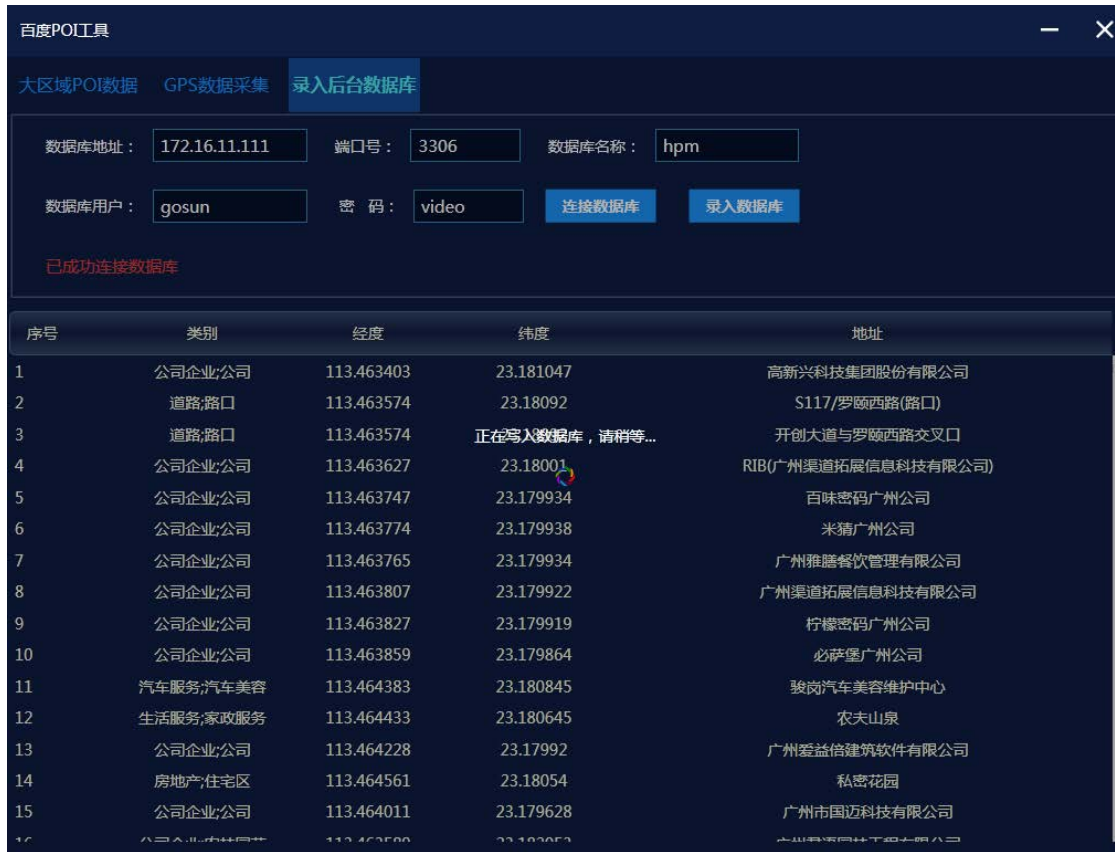 百度POI工具
大区域POI数据 GPS数据采集 录入后台数据库
数据库地址： 172.16.11.111 端口号： 3306 数据库名称： hpm
数据库用户： gosun 密 码： video 连接数据库 录入数据库
已成功连接数据库
序号 类别 经度 纬度 地址
1 公司企业;公司 113.463403 23.181047 高新兴科技集团股份有限公司
2 道路;路口 113.463574 23.18092 S117/罗颐西路(路口)
3 道路;路口 113.463574 开创大道与罗颐西路交叉口
正在写入数据库，请稍等...
4 公司企业;公司 113.463627 23.18001 RIB(广州渠道拓展信息科技有限公司)
5 公司企业;公司 113.463747 23.179934 百味密码广州公司
6 公司企业;公司 113.463774 23.179938 米猜广州公司
7 公司企业;公司 113.463765 23.179934 广州雅膳餐饮管理有限公司
8 公司企业;公司 113.463807 23.179922 广州渠道拓展信息科技有限公司
9 公司企业;公司 113.463827 23.179919 柠檬密码广州公司
10 公司企业;公司 113.463859 23.179864 必萨堡广州公司
11 汽车服务;汽车美容 113.464383 23.180845 骏岗汽车美容维护中心
12 生活服务;家政服务 113.464433 23.180645 农夫山泉
13 公司企业;公司 113.464228 23.17992 广州爱益倍建筑软件有限公司
14 房地产;住宅区 113.464561 23.18054 私密花园
15 公司企业;公司 113.464011 23.179628 广州市国迈科技有限公司